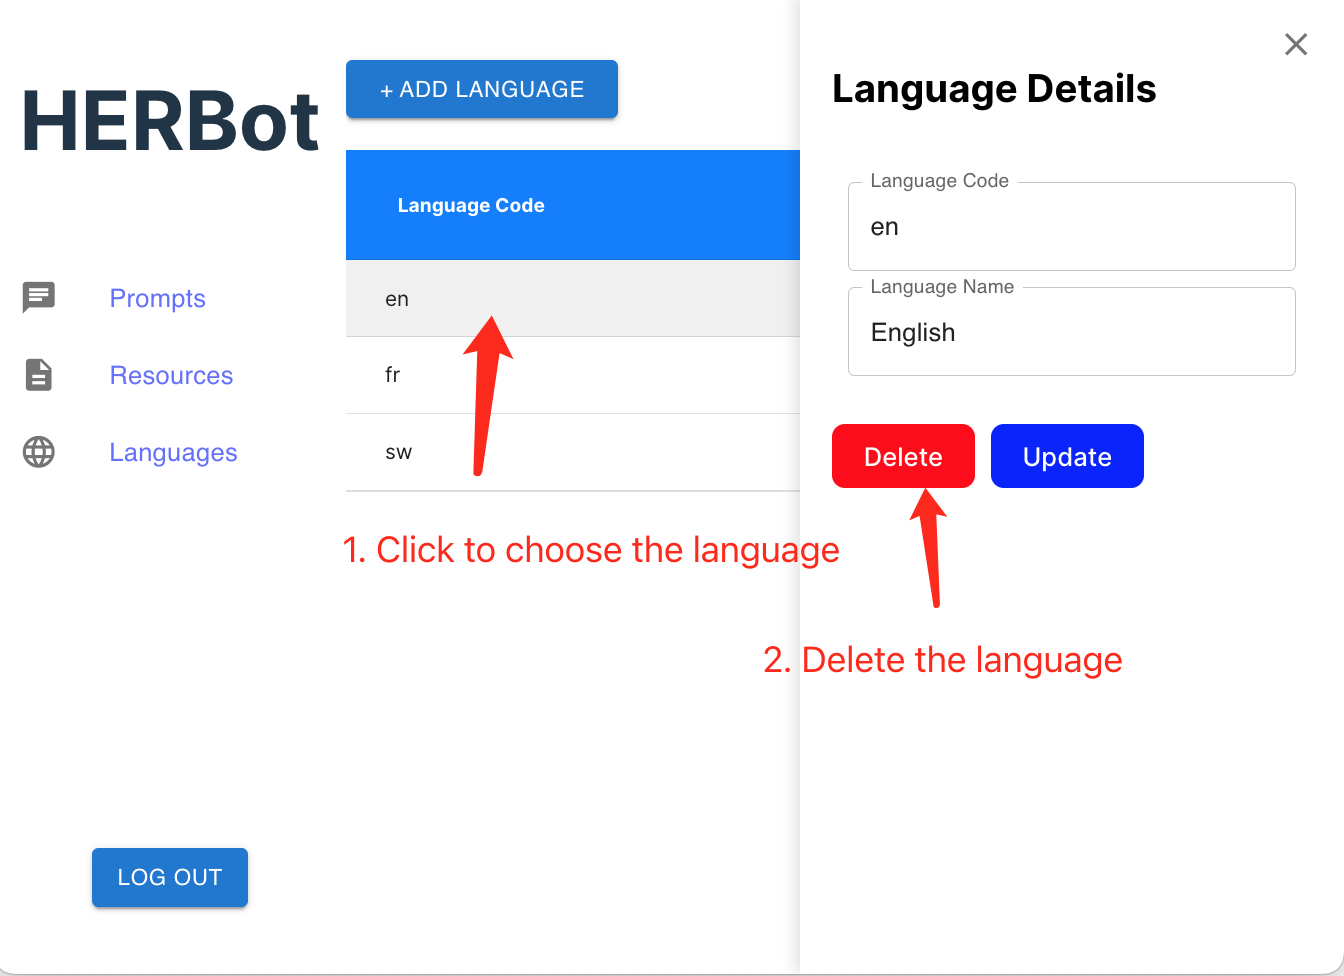 HERBot
Prompts
Resources
Languages
LOG OUT
+ ADD LANGUAGE
Language Code
en
fr
sw
1. Click to choose the language
Language Details
Language Code
en
Language Name
English
Delete
Update
2. Delete the language